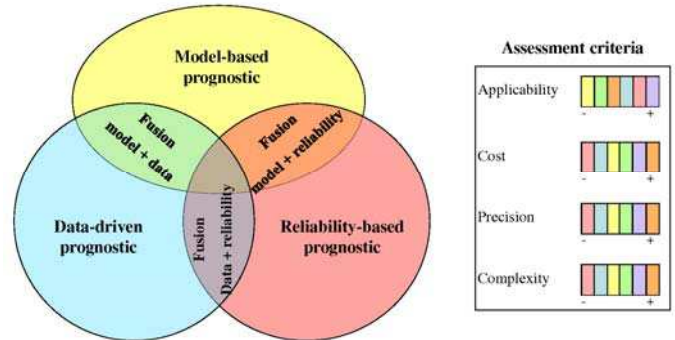 Model-based
prognostic
Fusion
model + data
Fusion
model + reliability
Data-driven
prognostic
Fusion
Data + reliability
Reliability-based
prognostic
Assessment criteria
Applicability
- +
Cost
- +
Precision
- +
Complexity
- +